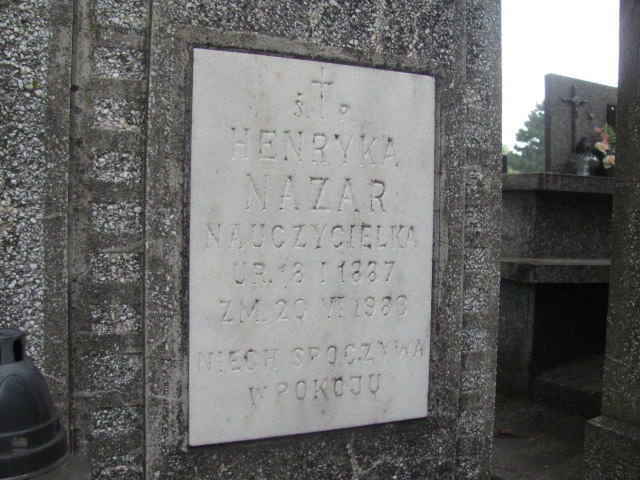 Ś. P.
HENRYKA
NAZAR
NAUCZYCIELKA
UR. 18 I 1887
ZM. 20 VI 1983
NIECH SPOCZYWA
W POKOJU